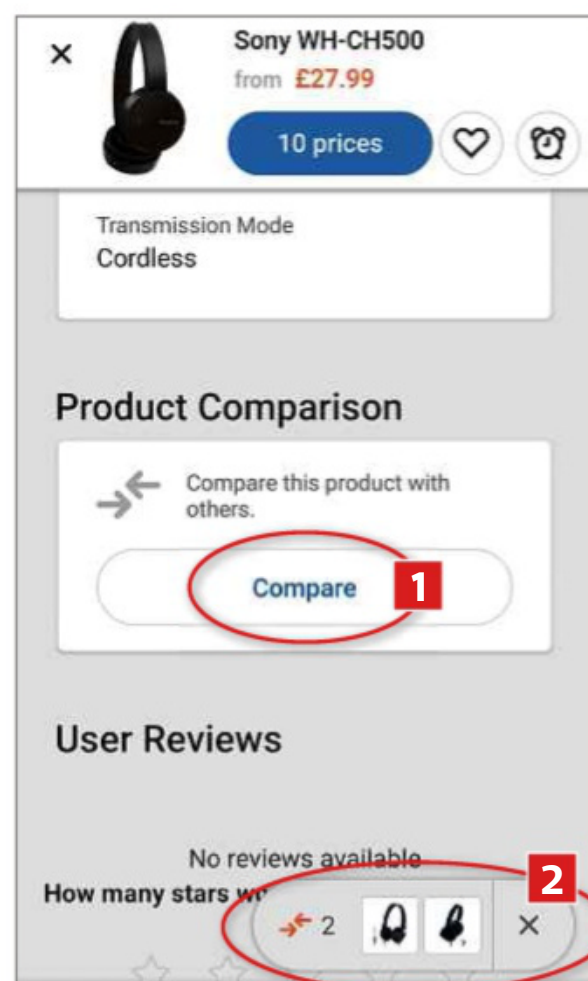 Sony WH-CH500
from £27.99
10 prices
Transmission Mode
Cordless
Product Comparison
Compare this product with
others.
Compare
1
User Reviews
No reviews available
2
How many stars
2